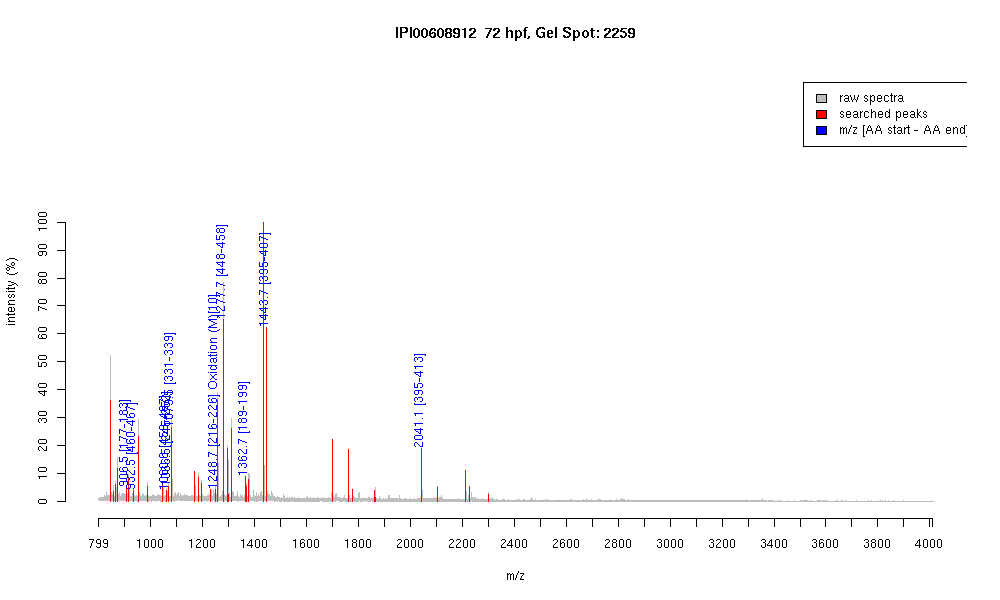 IPI00608912 72 hpf, Gel Spot: 2259
raw spectra
searched peaks
m/z [AA start - AA end]
intensity (%)
100
90
80
70
60
50
40
30
20
10
0
906.5 [177-183]
932.5 [460-467]
1079.5 [331-339]
1248.7 [216-226] Oxidation (M)[10]
1277.7 [448-458]
1362.7 [189-199]
1443.7 [395-407]
2041.1 [395-413]
799 1000 1200 1400 1600 1800 2000 2200 2400 2600 2800 3000 3200 3400 3600 3800 4000
m/z